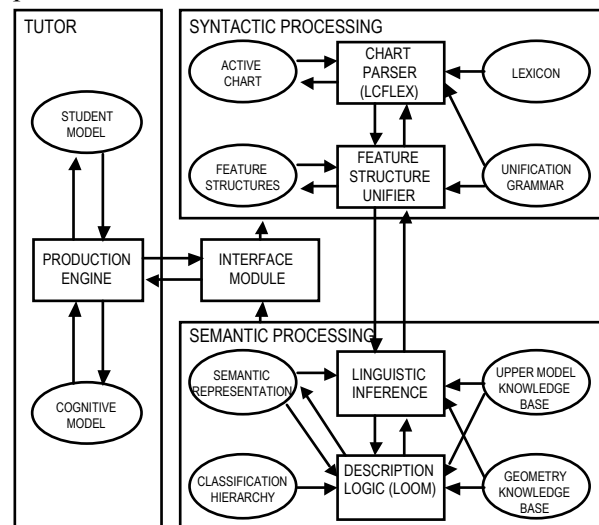 TUTOR
STUDENT
MODEL
PRODUCTION
ENGINE
COGNITIVE
MODEL
INTERFACE
MODULE
SYNTACTIC PROCESSING
ACTIVE
CHART
CHART
PARSER
(LCFLEX)
LEXICON
FEATURE
STRUCTURES
FEATURE
STRUCTURE
UNIFIER
UNIFICATION
GRAMMAR
SEMANTIC PROCESSING
SEMANTIC
REPRESENTATION
LINGUISTIC
INFERENCE
UPPER MODEL
KNOWLEDGE
BASE
CLASSIFICATION
HIERARCHY
DESCRIPTION
LOGIC (LOOM)
GEOMETRY
KNOWLEDGE
BASE